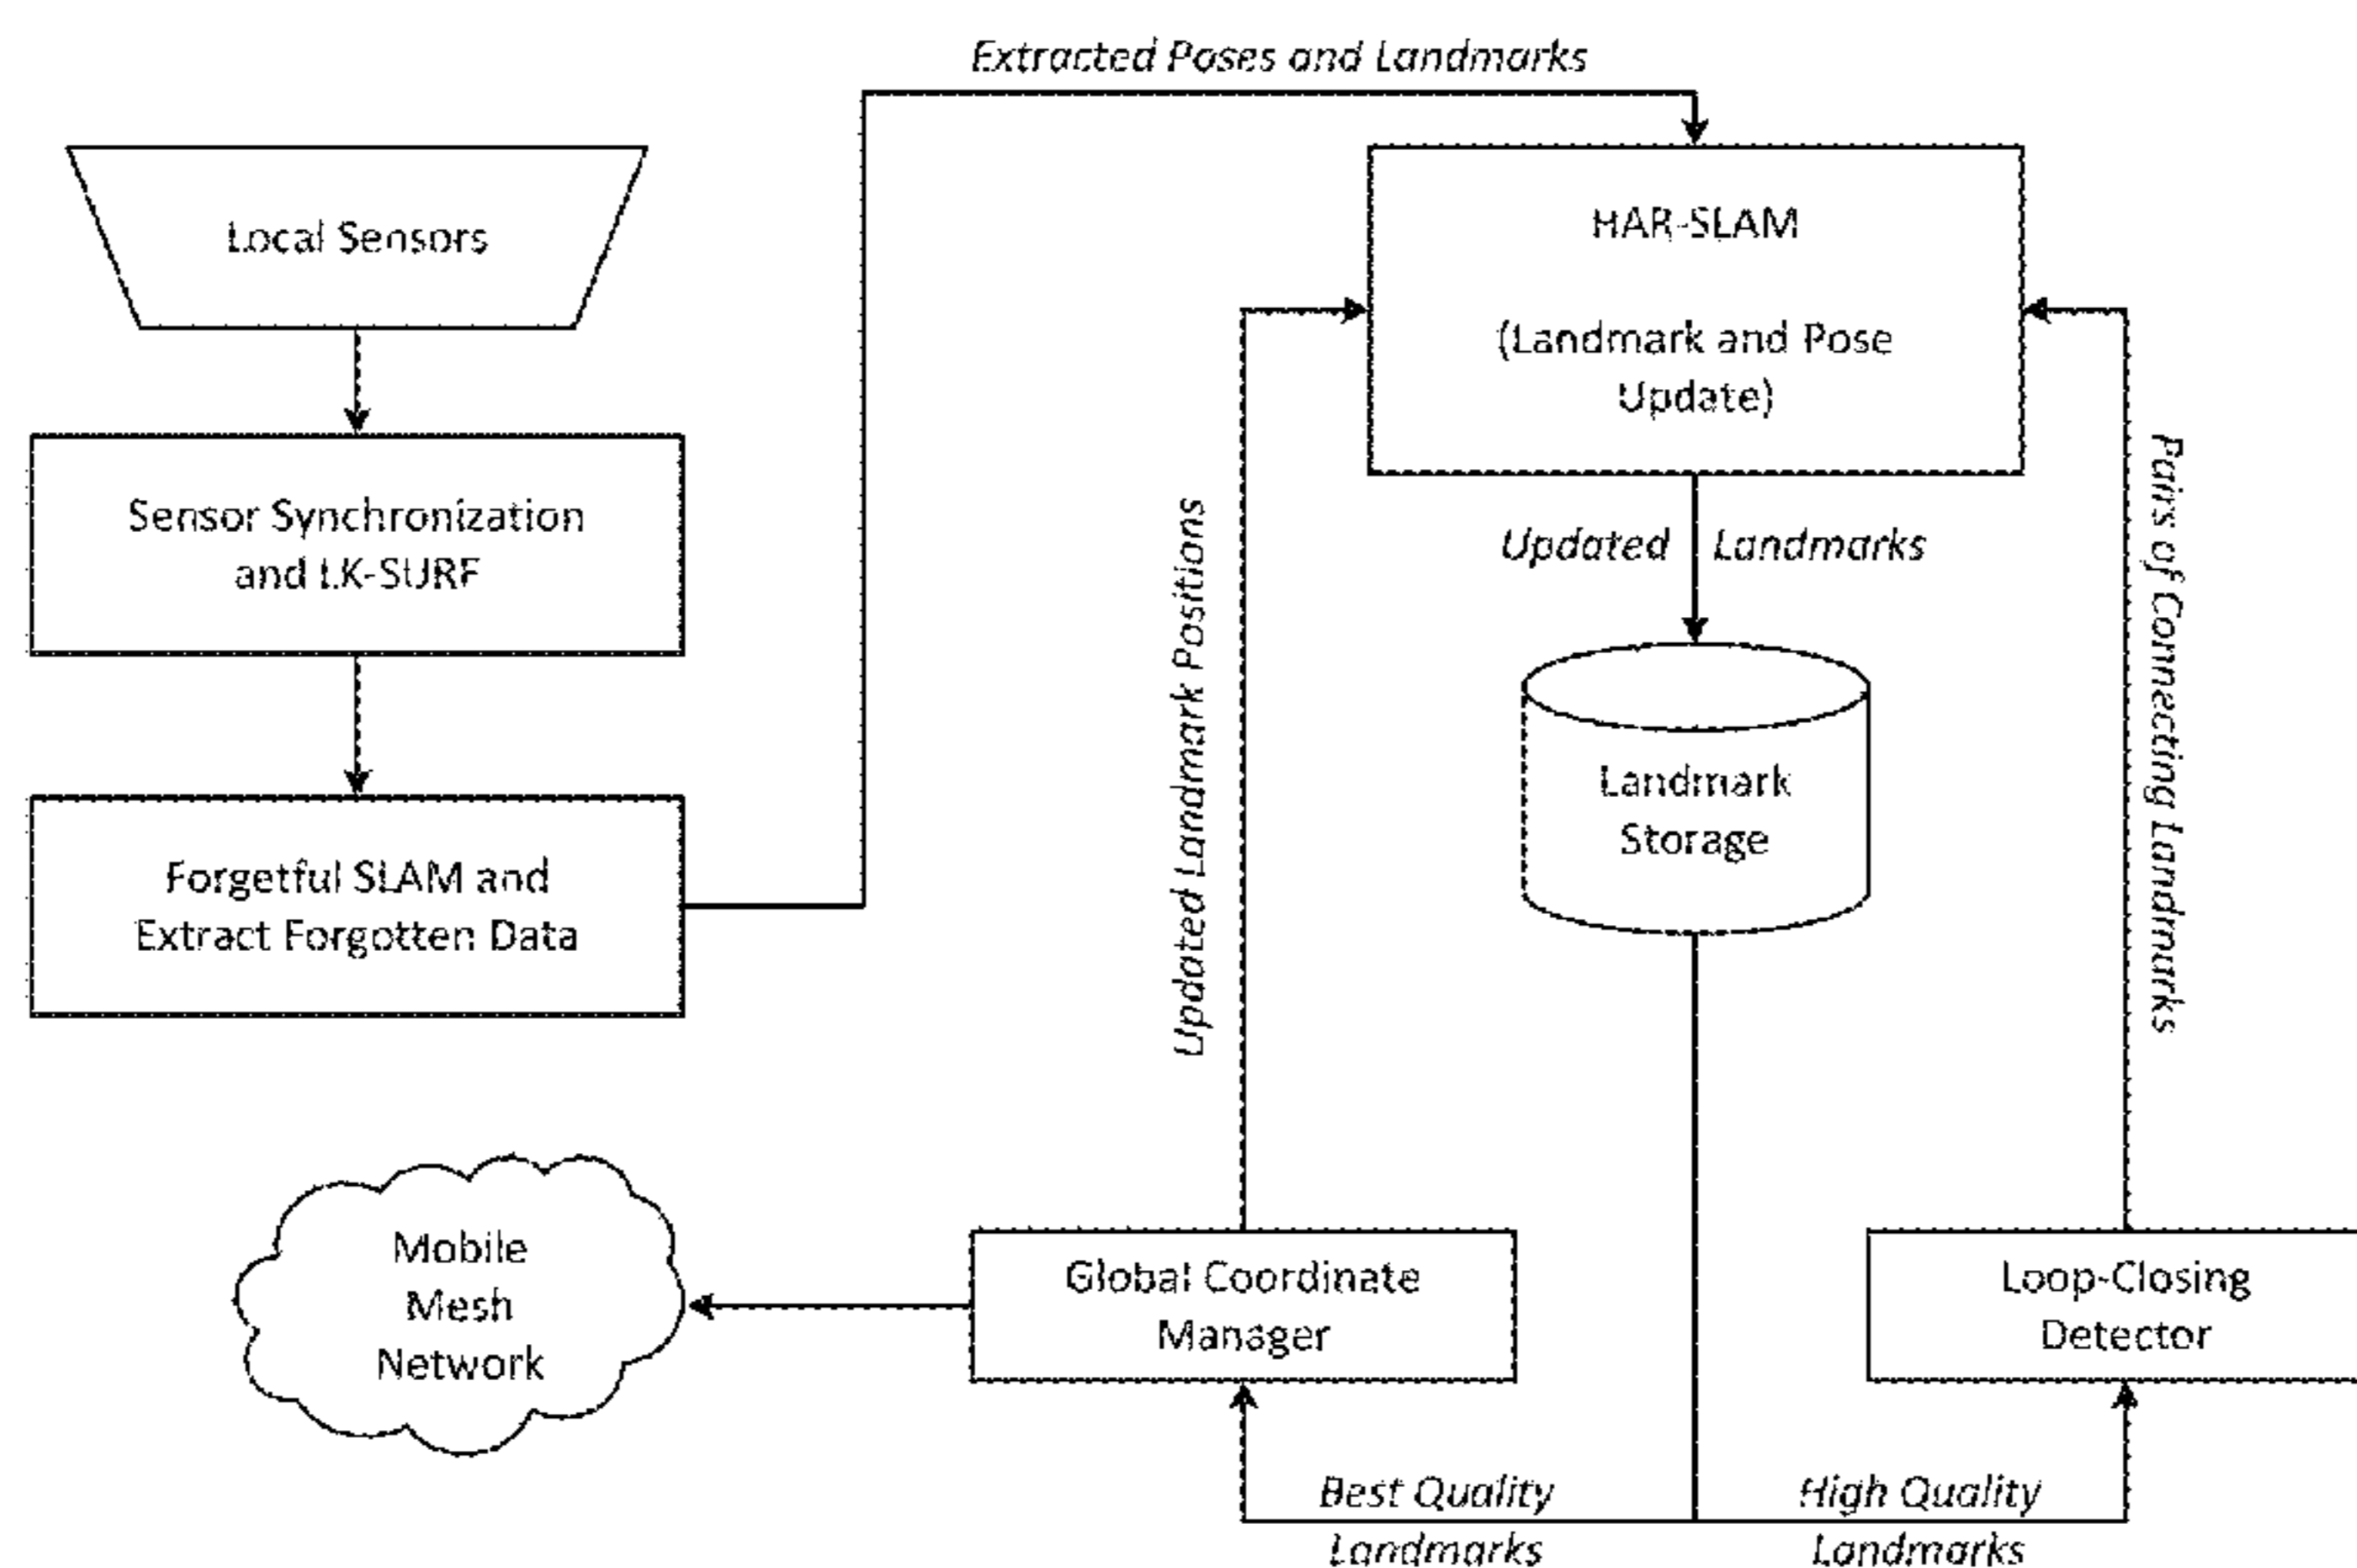 Extracted Poses and Landmarks
Local Sensors
HAR-SLAM
(Landmark and Pose
Update)
Sensor Synchronization
and LK-SURF
Updated Landmarks
Updated Landmark Positions
Pairs of Connecting Landmarks
Landmark
Storage
Forgetful SLAM and
Extract Forgotten Data
Mobile
Mesh
Network
Global Coordinate
Manager
Loop-Closing
Detector
Best Quality
Landmarks
High Quality
Landmarks